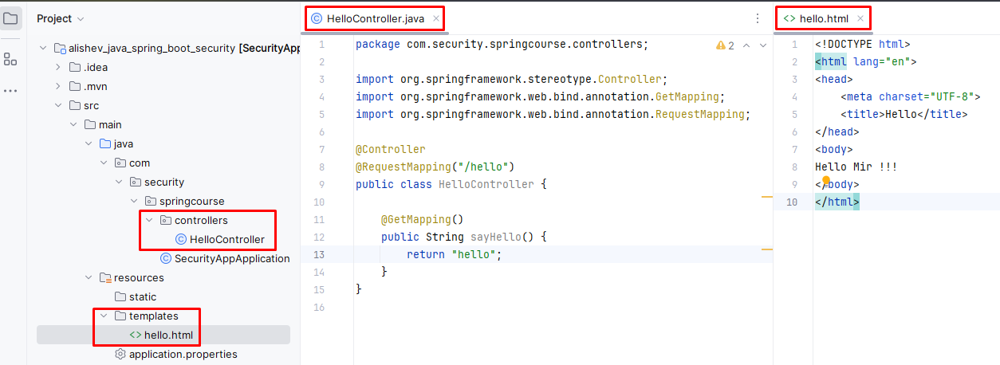 Project
alishev_java_spring_boot_security [SecurityApp
.idea
.mvn
src
main
java
com
security
springcourse
controllers
HelloController
SecurityAppApplication
resources
static
templates
hello.html
application.properties
HelloController.java
2
1 package com.security.springcourse.controllers;
2
3 import org.springframework.stereotype.Controller;
4 import org.springframework.web.bind.annotation.GetMapping;
5 import org.springframework.web.bind.annotation.RequestMapping;
6
7 @Controller
8 @RequestMapping("/hello")
9 public class HelloController {
10
11 @GetMapping()
12 public String sayHello() {
13 return "hello";
14 }
15 }
16
hello.html
1 <!DOCTYPE html>
2 <html lang="en">
3 <head>
4 <meta charset="UTF-8">
5 <title>Hello</title>
6 </head>
7 <body>
8 Hello Mir !!!
9 </body>
10 </html>